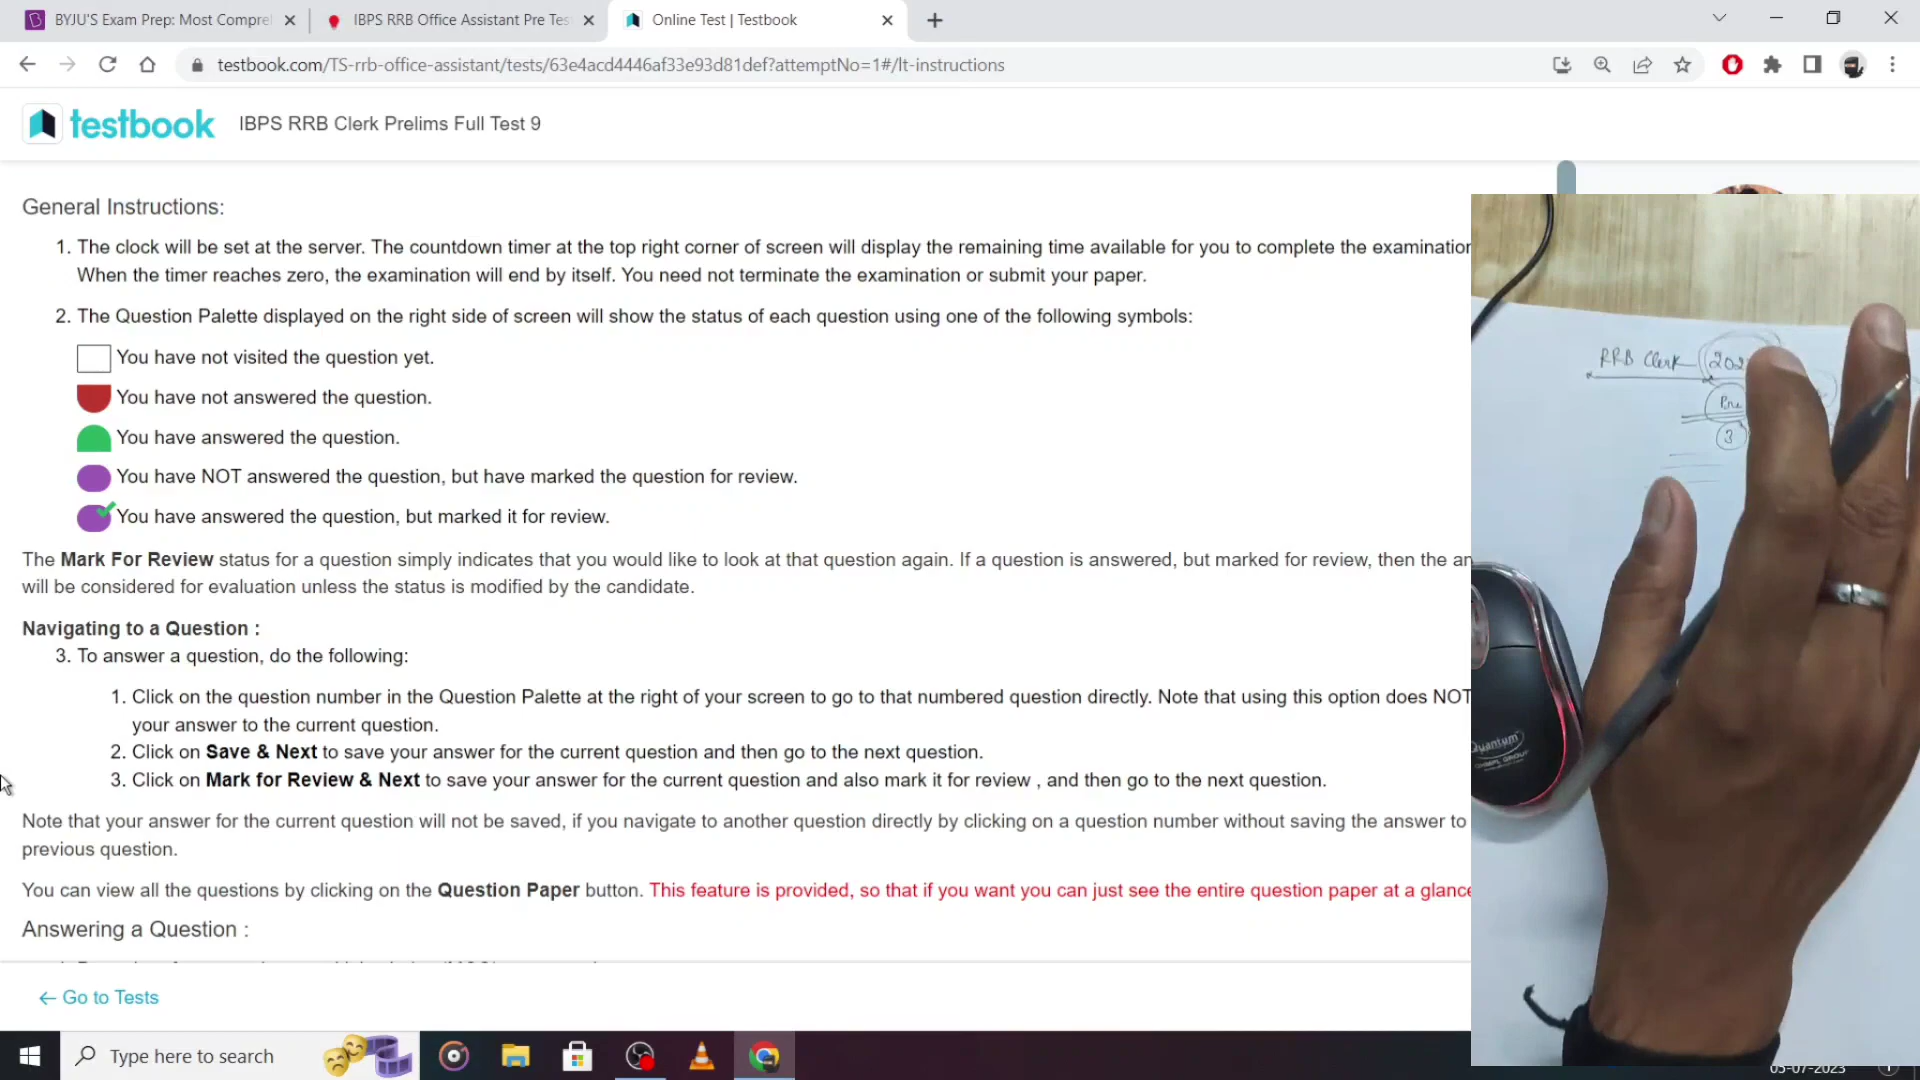 BYJU'S Exam Prep: Most Compre
IBPS RRB Office Assistant Pre Tes
Online Test | Testbook
testbook.com/TS-rrb-office-assistant/tests/63e4acd4446af33e93d81def?attemptNo=1#/lt-instructions
testbook
IBPS RRB Clerk Prelims Full Test 9
General Instructions:
1. The clock will be set at the server. The countdown timer at the top right corner of screen will display the remaining time available for you to complete the examination
When the timer reaches zero, the examination will end by itself. You need not terminate the examination or submit your paper.
2. The Question Palette displayed on the right side of screen will show the status of each question using one of the following symbols:
You have not visited the question yet.
You have not answered the question.
You have answered the question.
You have NOT answered the question, but have marked the question for review.
You have answered the question, but marked it for review.
The Mark For Review status for a question simply indicates that you would like to look at that question again. If a question is answered, but marked for review, then the an
will be considered for evaluation unless the status is modified by the candidate.
Navigating to a Question :
3. To answer a question, do the following:
1. Click on the question number in the Question Palette at the right of your screen to go to that numbered question directly. Note that using this option does NOT
your answer to the current question.
2. Click on Save & Next to save your answer for the current question and then go to the next question.
3. Click on Mark for Review & Next to save your answer for the current question and also mark it for review , and then go to the next question.
Note that your answer for the current question will not be saved, if you navigate to another question directly by clicking on a question number without saving the answer to
previous question.
You can view all the questions by clicking on the Question Paper button. This feature is provided, so that if you want you can just see the entire question paper at a glance
Answering a Question :
← Go to Tests
Type here to search
05-07-2023
RRB Clerk 202
Pre
3
Quantum